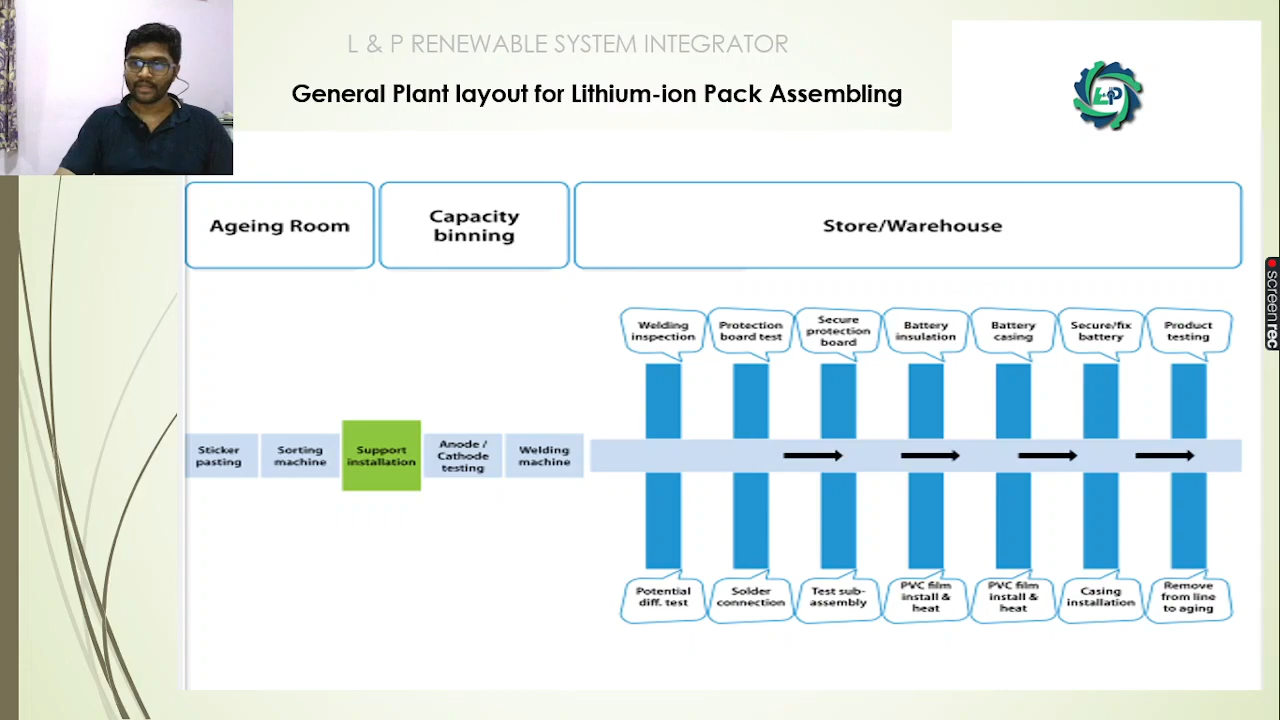 L & P RENEWABLE SYSTEM INTEGRATOR
General Plant layout for Lithium-ion Pack Assembling
L&P
Ageing Room
Capacity
binning
Store/Warehouse
Welding
inspection
Protection
board test
Secure
protection
board
Battery
insulation
Battery
casing
Secure/fix
battery
Product
testing
Sticker
pasting
Sorting
machine
Support
installation
Anode /
Cathode
testing
Welding
machine
Potential
diff. test
Solder
connection
Test sub-
assembly
PVC film
install &
heat
PVC film
install &
heat
Casing
installation
Remove
from line
to aging
screenrec